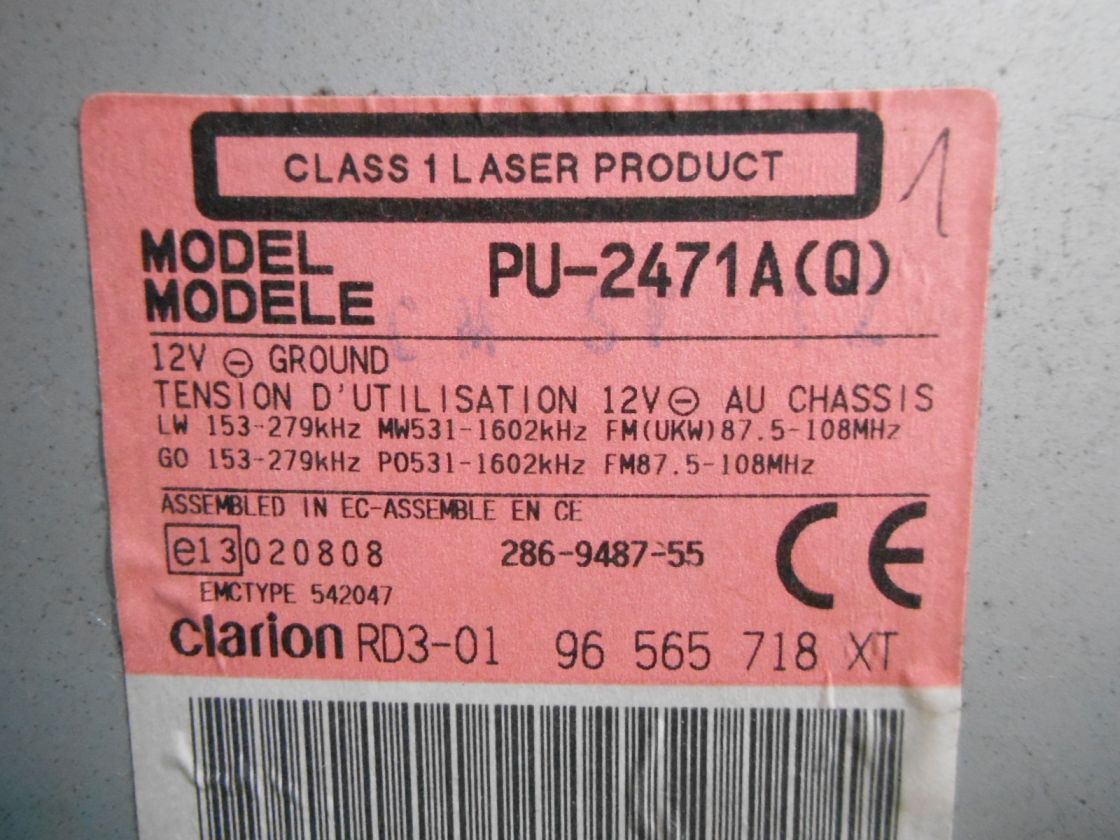 CLASS 1 LASER PRODUCT
1
MODEL
MODELE
PU-2471A(Q)
12V ⊖ GROUND
TENSION D'UTILISATION 12V ⊖ AU CHASSIS
LW 153-279kHz MW531-1602kHz FM(UKW)87.5-108MHz
GO 153-279kHz PO531-1602kHz FM87.5-108MHz
ASSEMBLED IN EC-ASSEMBLE EN CE
e13 020808 286-9487-55 CE
EMCTYPE 542047
clarion RD3-01 96 565 718 XT